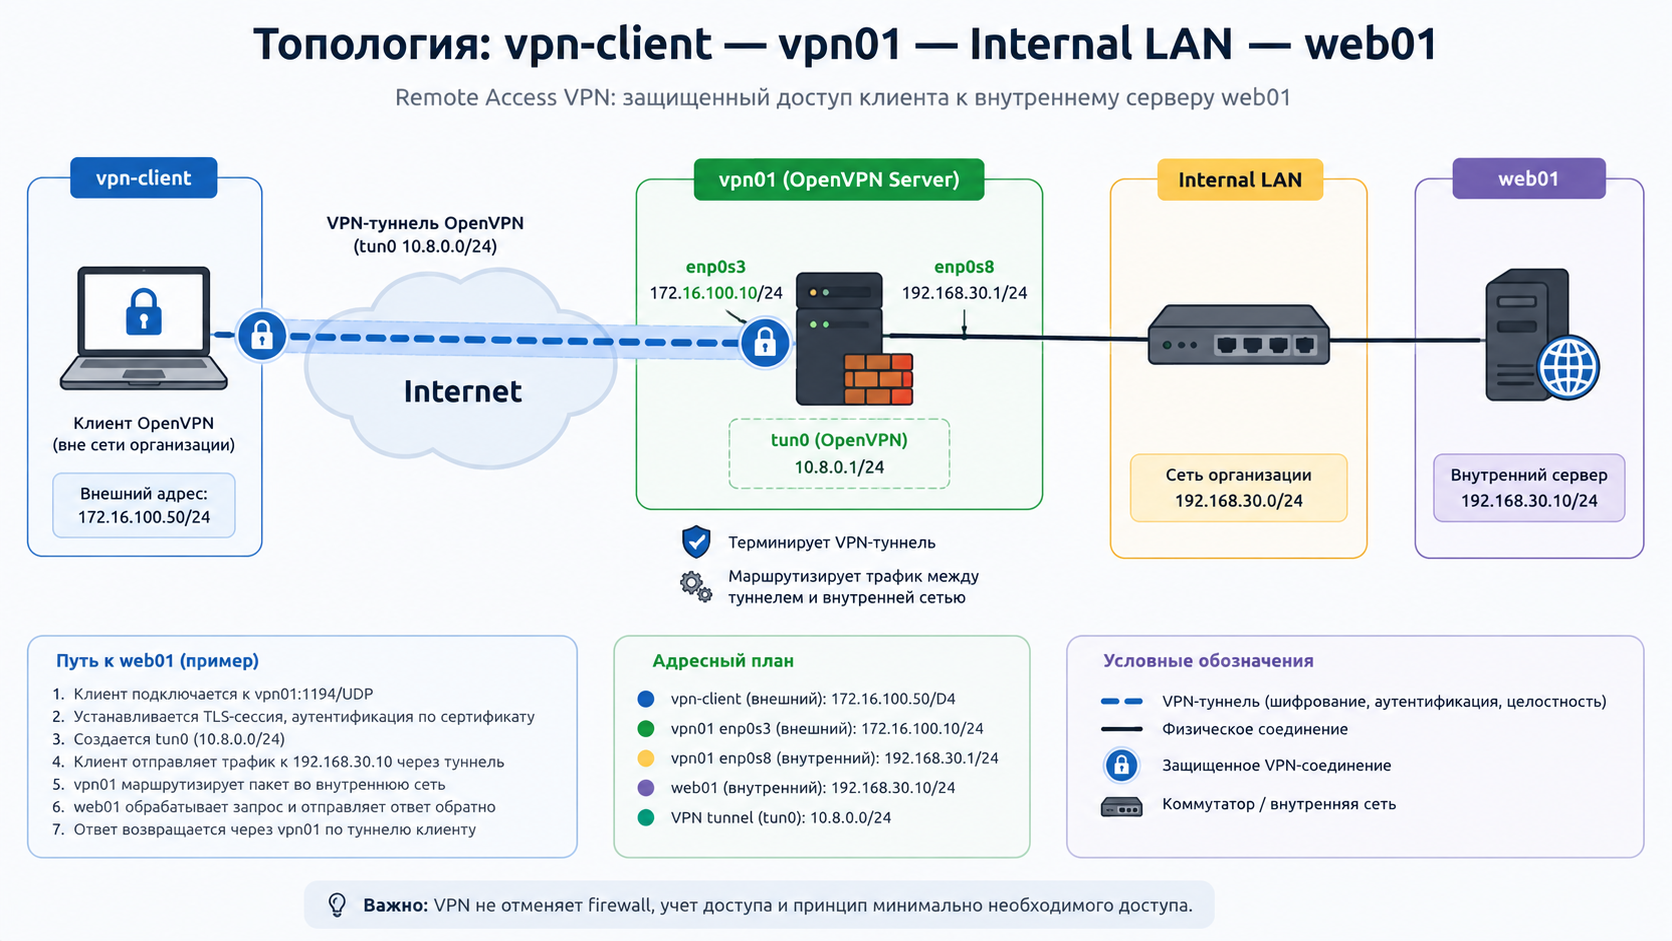 Топология: vpn-client — vpn01 — Internal LAN — web01
Remote Access VPN: защищенный доступ клиента к внутреннему серверу web01
vpn-client
Клиент OpenVPN
(вне сети организации)
Внешний адрес:
172.16.100.50/24
VPN-туннель OpenVPN
(tun0 10.8.0.0/24)
Internet
vpn01 (OpenVPN Server)
enp0s3
172.16.100.10/24
enp0s8
192.168.30.1/24
tun0 (OpenVPN)
10.8.0.1/24
Терминирует VPN-туннель
Маршрутизирует трафик между
туннелем и внутренней сетью
Internal LAN
Сеть организации
192.168.30.0/24
web01
Внутренний сервер
192.168.30.10/24
Путь к web01 (пример)
1. Клиент подключается к vpn01:1194/UDP
2. Устанавливается TLS-сессия, аутентификация по сертификату
3. Создается tun0 (10.8.0.0/24)
4. Клиент отправляет трафик к 192.168.30.10 через туннель
5. vpn01 маршрутизирует пакет во внутреннюю сеть
6. web01 обрабатывает запрос и отправляет ответ обратно
7. Ответ возвращается через vpn01 по туннелю клиенту
Адресный план
vpn-client (внешний): 172.16.100.50/D4
vpn01 enp0s3 (внешний): 172.16.100.10/24
vpn01 enp0s8 (внутренний): 192.168.30.1/24
web01 (внутренний): 192.168.30.10/24
VPN tunnel (tun0): 10.8.0.0/24
Условные обозначения
VPN-туннель (шифрование, аутентификация, целостность)
Физическое соединение
Защищенное VPN-соединение
Коммутатор / внутренняя сеть
Важно: VPN не отменяет firewall, учет доступа и принцип минимально необходимого доступа.